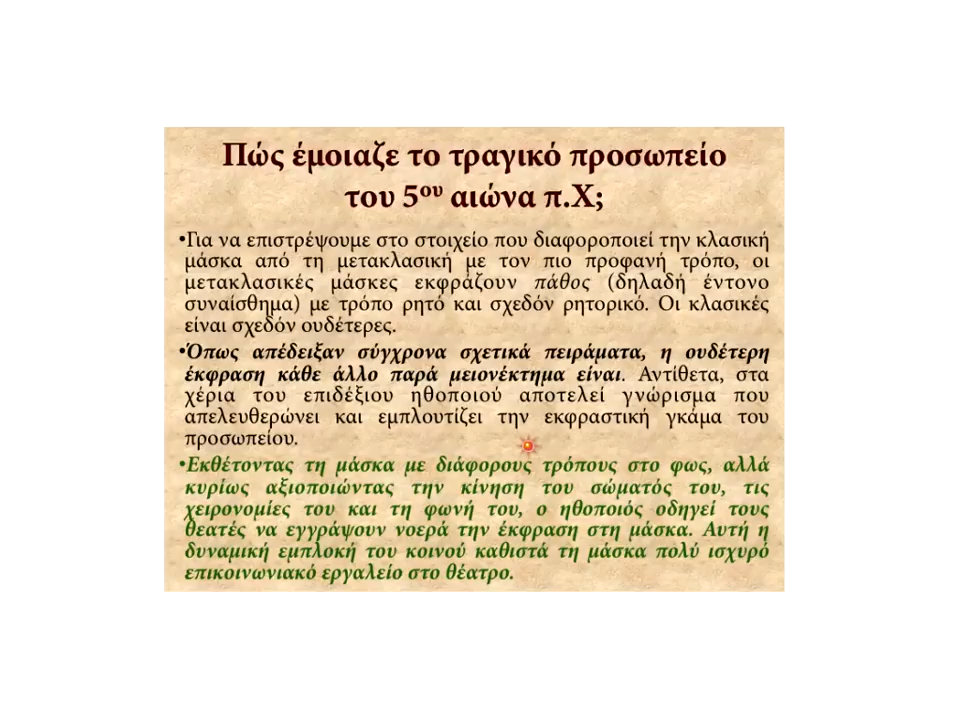 Πώς έμοιαζε το τραγικό προσωπείο
του 5ου αιώνα π.Χ;
•Για να επιστρέψουμε στο στοιχείο που διαφοροποιεί την κλασική
μάσκα από τη μετακλασική με τον πιο προφανή τρόπο, οι
μετακλασικές μάσκες εκφράζουν πάθος (δηλαδή έντονο
συναίσθημα) με τρόπο ρητό και σχεδόν ρητορικό. Οι κλασικές
είναι σχεδόν ουδέτερες.
•Όπως απέδειξαν σύγχρονα σχετικά πειράματα, η ουδέτερη
έκφραση κάθε άλλο παρά μειονέκτημα είναι. Αντίθετα, στα
χέρια του επιδέξιου ηθοποιού αποτελεί γνώρισμα που
απελευθερώνει και εμπλουτίζει την εκφραστική γκάμα του
προσωπείου.
•Εκθέτοντας τη μάσκα με διάφορους τρόπους στο φως, αλλά
κυρίως αξιοποιώντας την κίνηση του σώματός του, τις
χειρονομίες του και τη φωνή του, ο ηθοποιός οδηγεί τους
θεατές να εγγράψουν νοερά την έκφραση στη μάσκα. Αυτή η
δυναμική εμπλοκή του κοινού καθιστά τη μάσκα πολύ ισχυρό
επικοινωνιακό εργαλείο στο θέατρο.